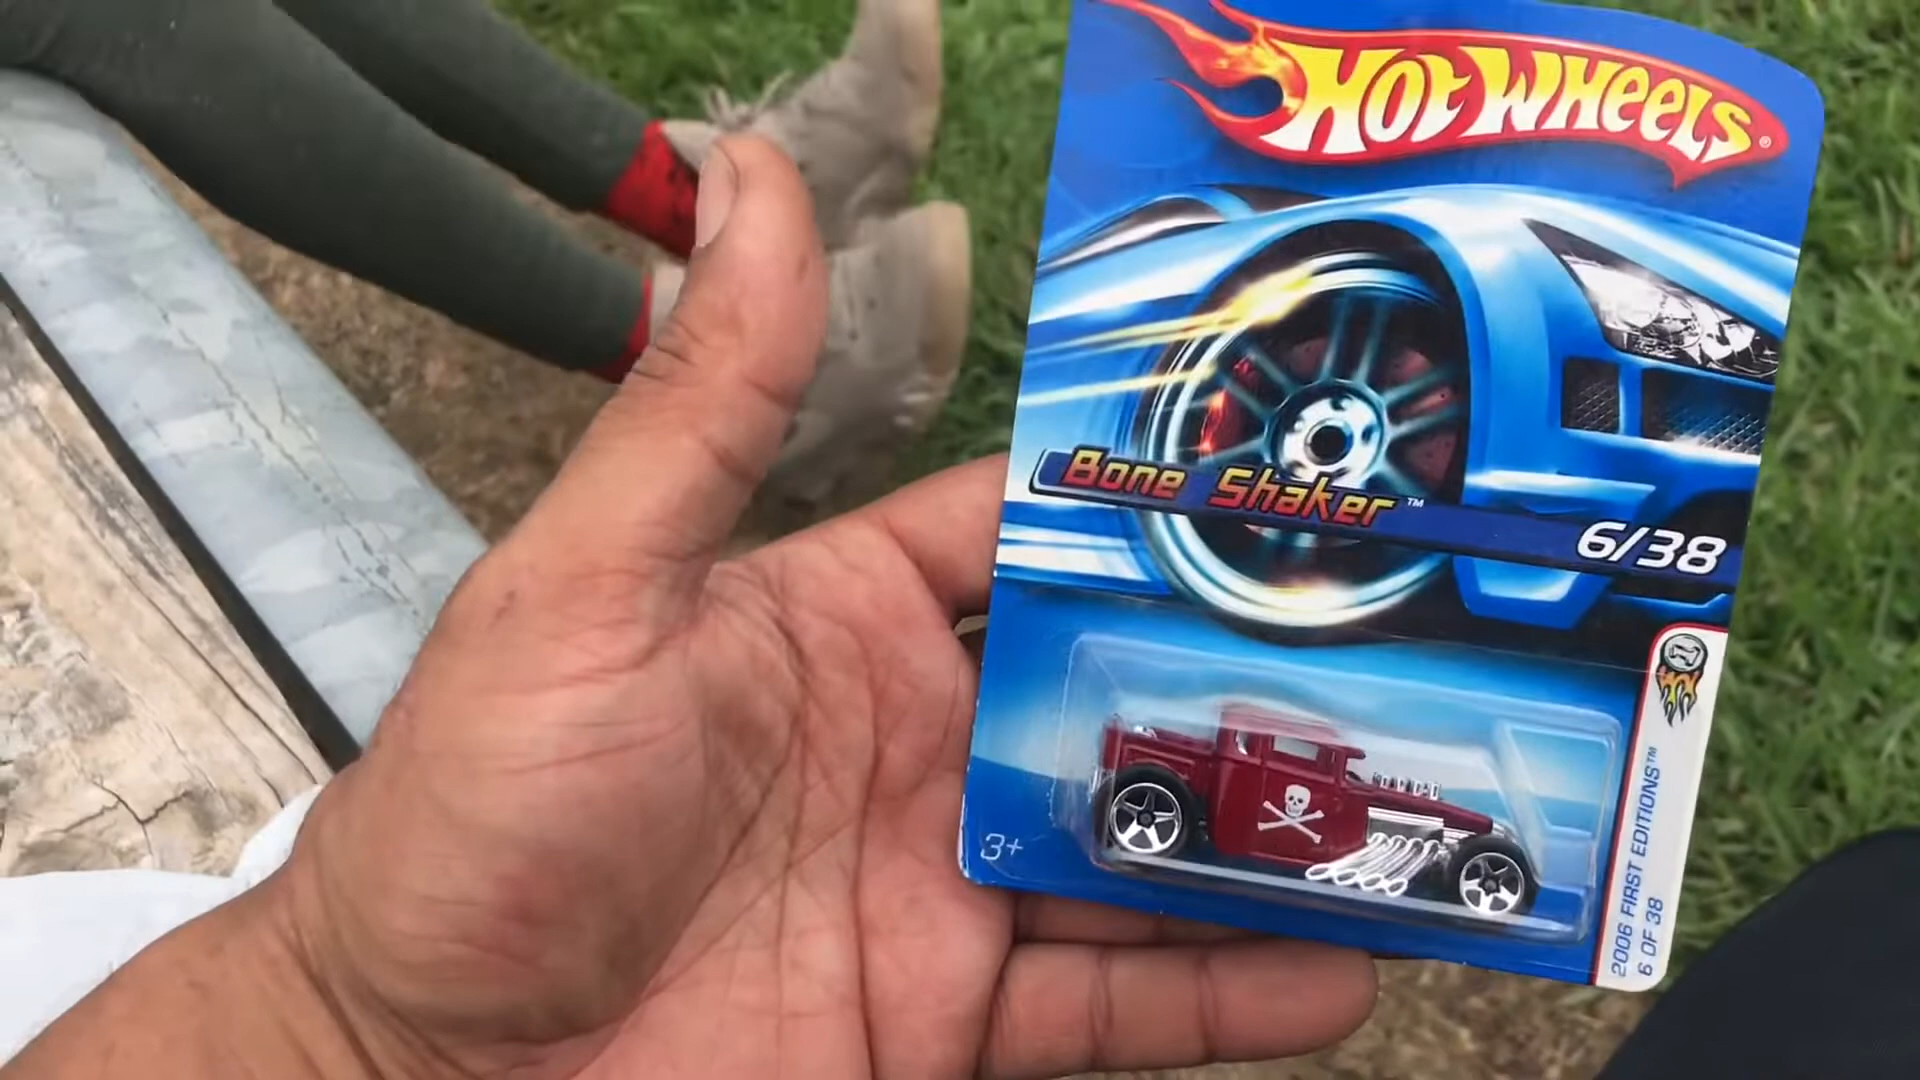 HOT WHEELS®
Bone Shaker™
6/38
3+
2006 FIRST EDITIONS™
6 OF 38